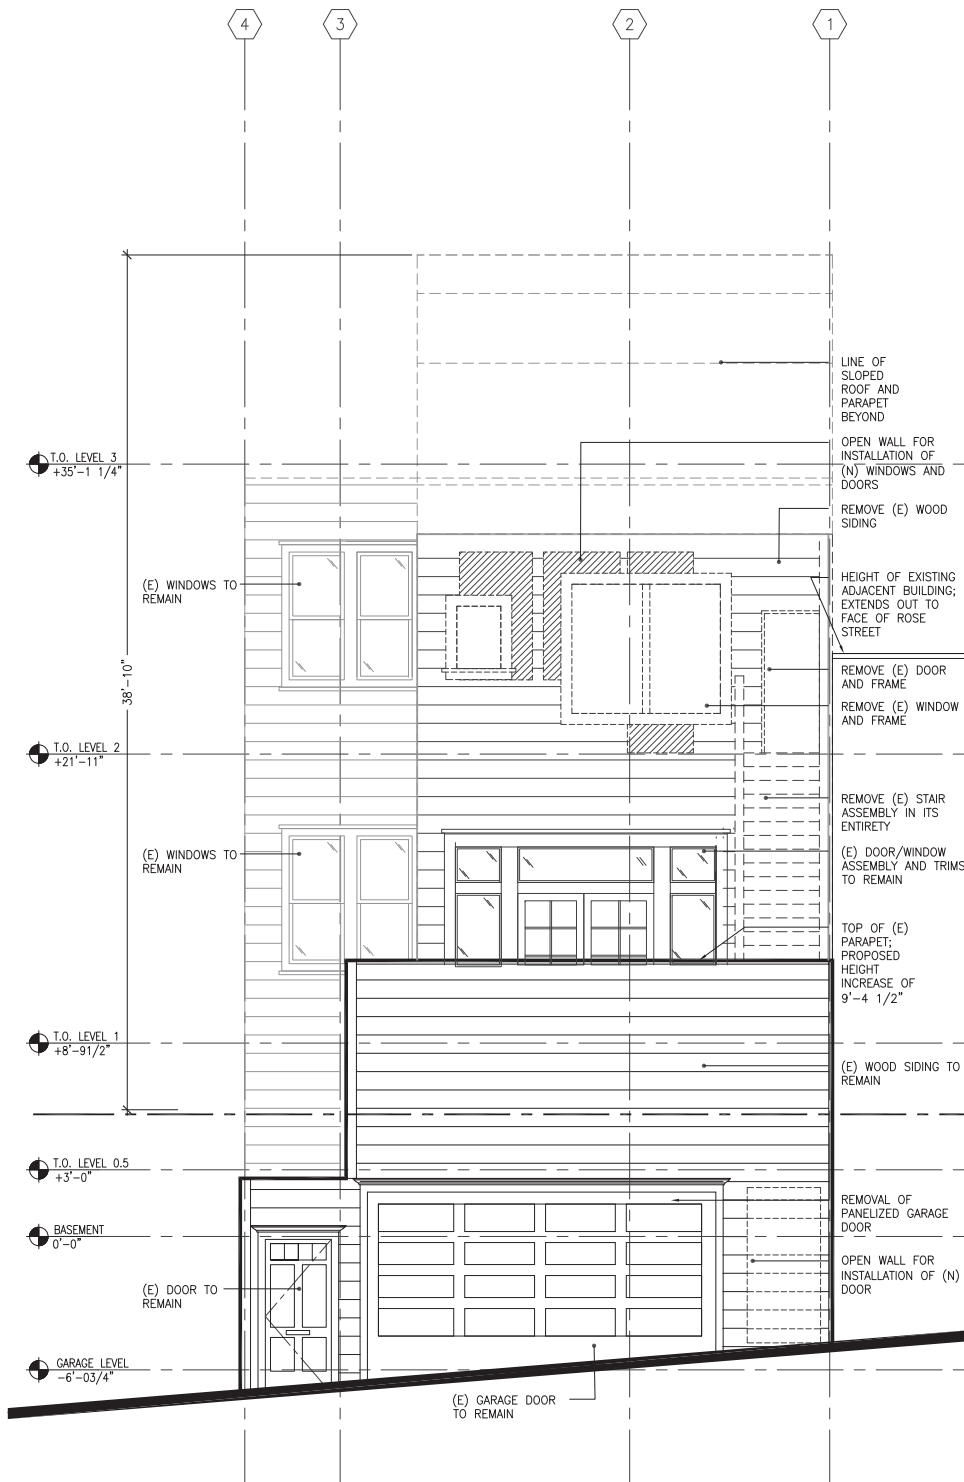 4 3 2 1
LINE OF
SLOPED
ROOF AND
PARAPET
BEYOND
OPEN WALL FOR
INSTALLATION OF
(N) WINDOWS AND
DOORS
T.O. LEVEL 3
+35'-1 1/4"
REMOVE (E) WOOD
SIDING
(E) WINDOWS TO
REMAIN
HEIGHT OF EXISTING
ADJACENT BUILDING;
EXTENDS OUT TO
FACE OF ROSE
STREET
38'-10"
REMOVE (E) DOOR
AND FRAME
REMOVE (E) WINDOW
AND FRAME
T.O. LEVEL 2
+21'-11"
REMOVE (E) STAIR
ASSEMBLY IN ITS
ENTIRETY
(E) WINDOWS TO
REMAIN
(E) DOOR/WINDOW
ASSEMBLY AND TRIMS
TO REMAIN
TOP OF (E)
PARAPET;
PROPOSED
HEIGHT
INCREASE OF
9'-4 1/2"
T.O. LEVEL 1
+8'-91/2"
(E) WOOD SIDING TO
REMAIN
T.O. LEVEL 0.5
+3'-0"
REMOVAL OF
PANELIZED GARAGE
DOOR
BASEMENT
0'-0"
OPEN WALL FOR
INSTALLATION OF (N)
DOOR
(E) DOOR TO
REMAIN
GARAGE LEVEL
-6'-03/4"
(E) GARAGE DOOR
TO REMAIN